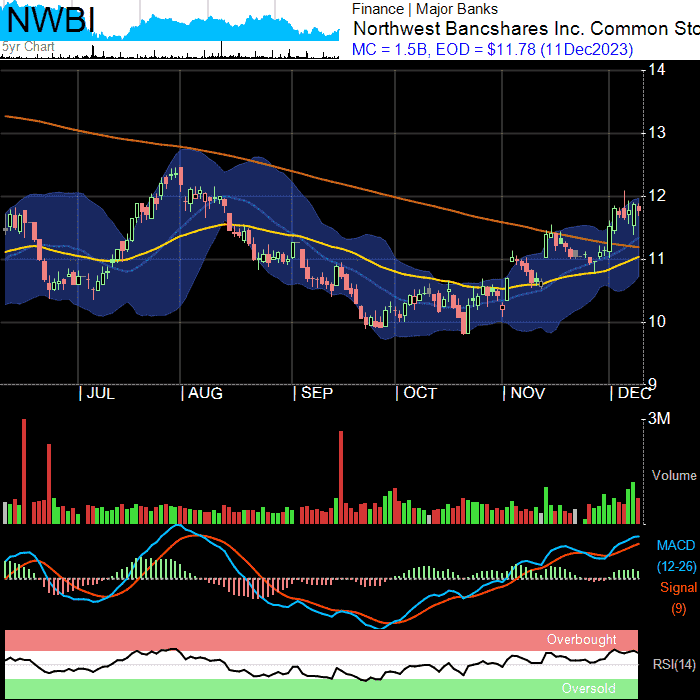 NWBI
5yr Chart
Finance | Major Banks
Northwest Bancshares Inc. Common Sto
MC = 1.5B, EOD = $11.78 (11Dec2023)
14
13
12
11
10
9
| JUL | AUG | SEP | OCT | NOV | DEC
3M
Volume
MACD
(12-26)
Signal
(9)
Overbought
RSI(14)
Oversold